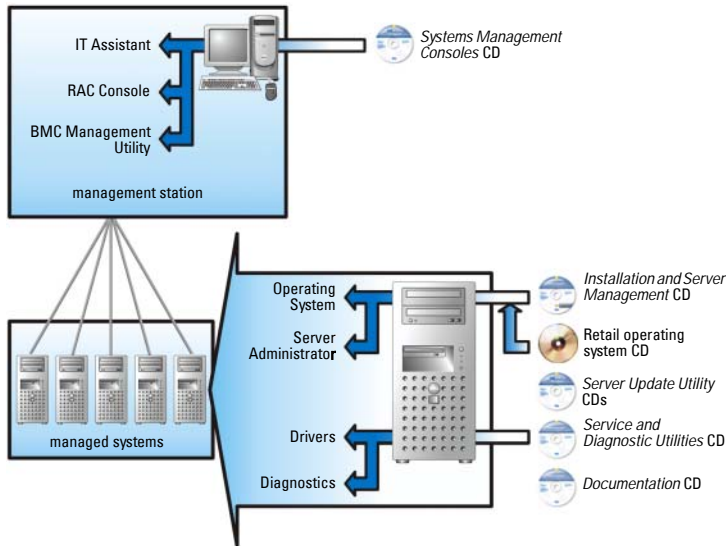 IT Assistant
RAC Console
BMC Management
Utility
management station
Systems Management
Consoles CD
Operating
System
Server
Administrator
Drivers
Diagnostics
managed systems
Installation and Server
Management CD
Retail operating
system CD
Server Update Utility
CDs
Service and
Diagnostic Utilities CD
Documentation CD